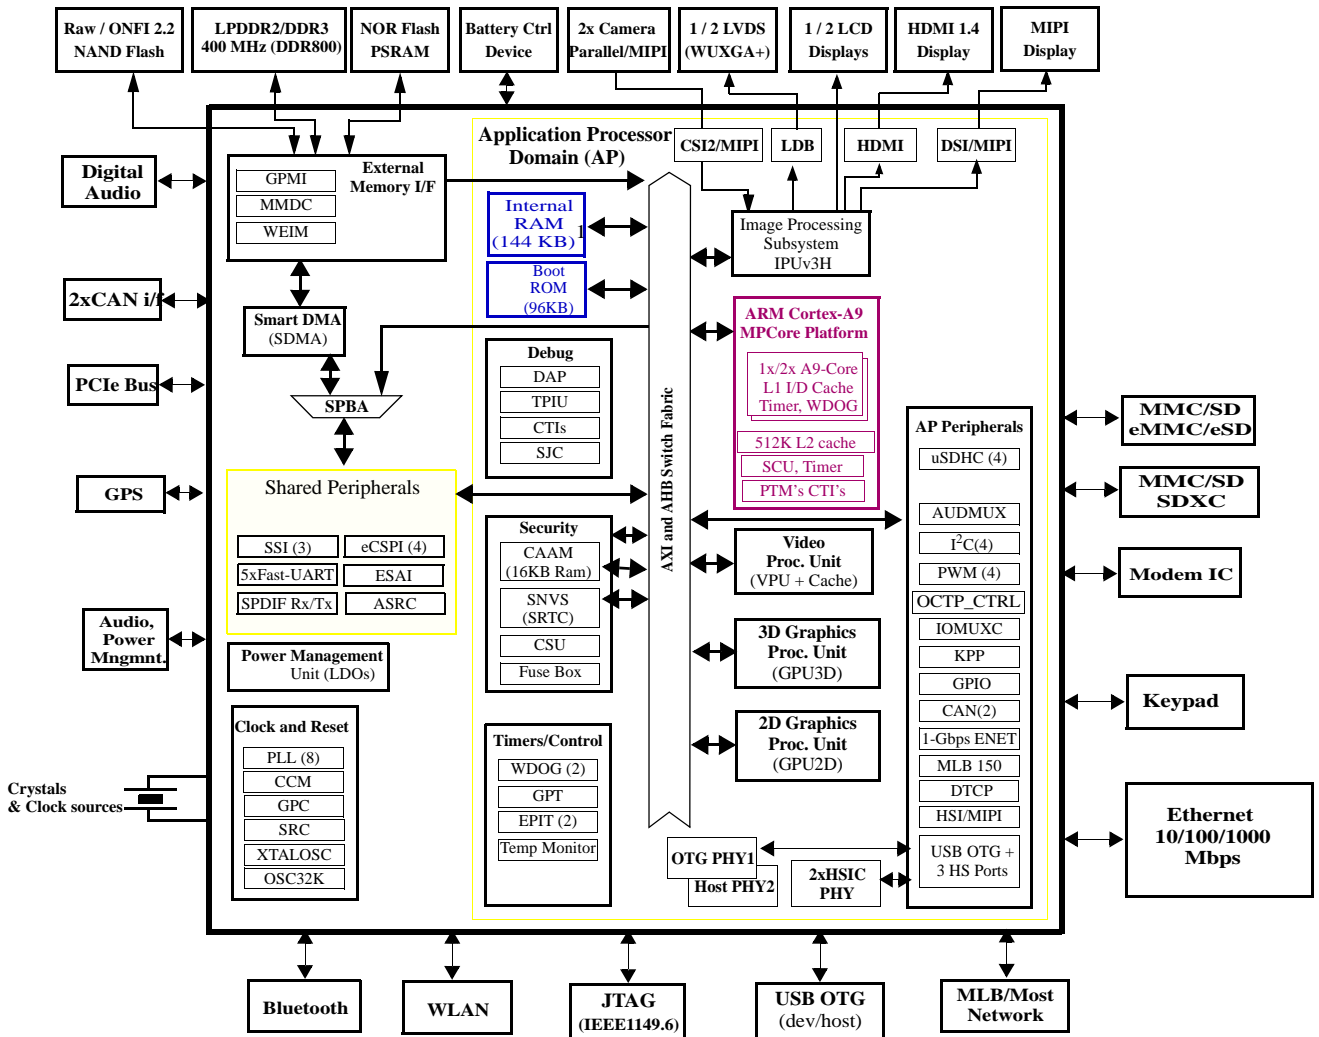 Raw / ONFI 2.2
NAND Flash
LPDDR2/DDR3
400 MHz (DDR800)
NOR Flash
PSRAM
Battery Ctrl
Device
2x Camera
Parallel/MIPI
1 / 2 LVDS
(WUXGA+)
1 / 2 LCD
Displays
HDMI 1.4
Display
MIPI
Display
Digital
Audio
2xCAN i/f
PCIe Bus
GPS
Audio,
Power
Mngmnt.
Crystals
& Clock sources
External
Memory I/F
GPMI
MMDC
WEIM
Smart DMA
(SDMA)
SPBA
Shared Peripherals
SSI (3)
eCSPI (4)
5xFast-UART
ESAI
SPDIF Rx/Tx
ASRC
Power Management
Unit (LDOs)
Clock and Reset
PLL (8)
CCM
GPC
SRC
XTALOSC
OSC32K
Application Processor
Domain (AP)
CSI2/MIPI
LDB
HDMI
DSI/MIPI
Internal
RAM
(144 KB) 1
Boot
ROM
(96KB)
Debug
DAP
TPIU
CTIs
SJC
Security
CAAM
(16KB Ram)
SNVS
(SRTC)
CSU
Fuse Box
Timers/Control
WDOG (2)
GPT
EPIT (2)
Temp Monitor
AXI and AHB Switch Fabric
Image Processing
Subsystem
IPUv3H
ARM Cortex-A9
MPCore Platform
1x/2x A9-Core
L1 I/D Cache
Timer, WDOG
512K L2 cache
SCU, Timer
PTM's CTI's
Video
Proc. Unit
(VPU + Cache)
3D Graphics
Proc. Unit
(GPU3D)
2D Graphics
Proc. Unit
(GPU2D)
OTG PHY1
Host PHY2
2xHSIC
PHY
AP Peripherals
uSDHC (4)
AUDMUX
I2C(4)
PWM (4)
OCTP_CTRL
IOMUXC
KPP
GPIO
CAN(2)
1-Gbps ENET
MLB 150
DTCP
HSI/MIPI
USB OTG +
3 HS Ports
MMC/SD
eMMC/eSD
MMC/SD
SDXC
Modem IC
Keypad
Ethernet
10/100/1000
Mbps
Bluetooth
WLAN
JTAG
(IEEE1149.6)
USB OTG
(dev/host)
MLB/Most
Network